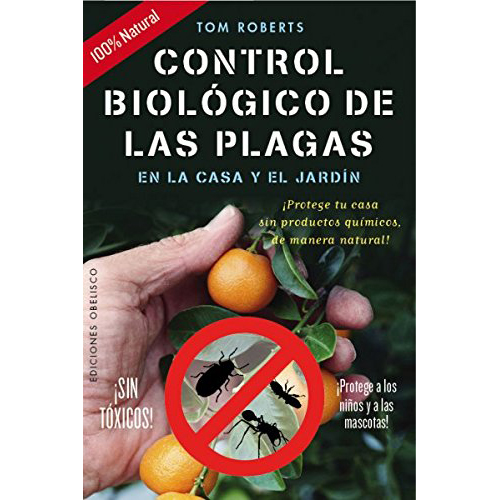 TOM ROBERTS
100% Natural
CONTROL
BIOLÓGICO DE
LAS PLAGAS
EN LA CASA Y EL JARDÍN
¡Protege tu casa
sin productos químicos,
de manera natural!
EDICIONES OBELISCO
¡SIN
TÓXICOS!
¡Protege a los
niños y a las
mascotas!